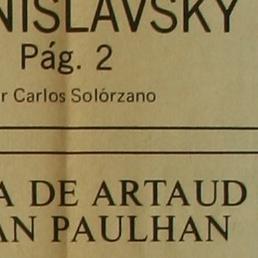 NISLAVSKY
Pág. 2
r Carlos Solórzano
A DE ARTAUD
AN PAULHAN